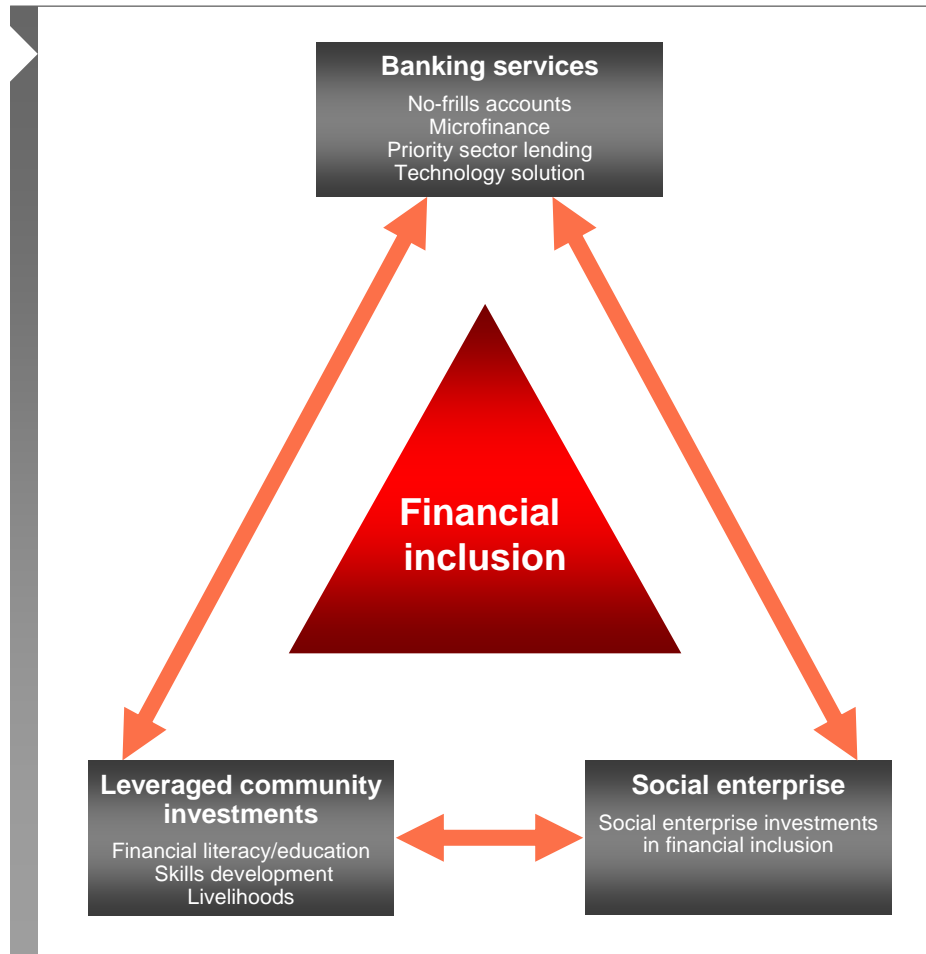 Banking services
No-frills accounts
Microfinance
Priority sector lending
Technology solution
Financial
inclusion
Leveraged community
investments
Financial literacy/education
Skills development
Livelihoods
Social enterprise
Social enterprise investments
in financial inclusion